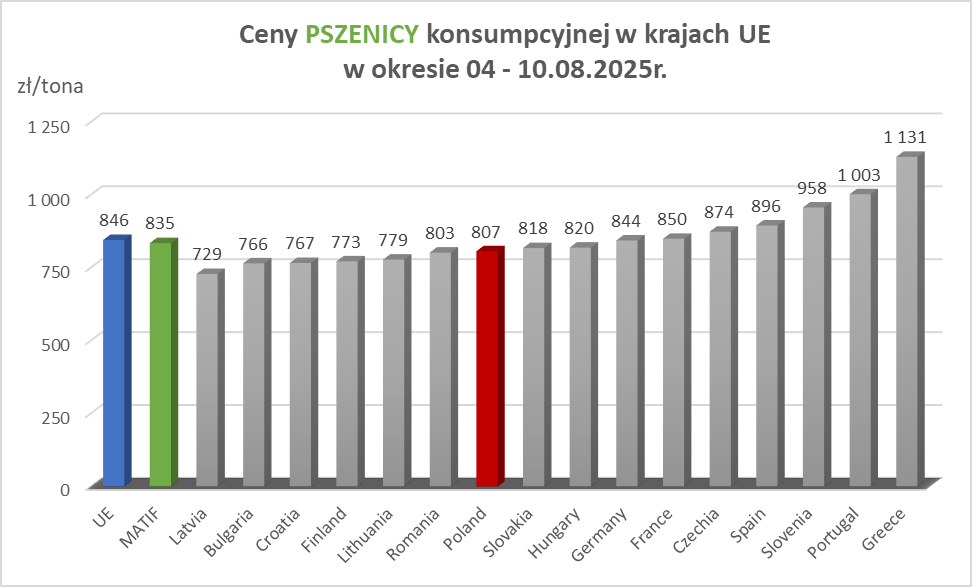 Ceny PSZENICY konsumpcyjnej w krajach UE
w okresie 04 - 10.08.2025r.
zł/tona
1 250
1 000
750
500
250
0
846
835
729
766
767
773
779
803
807
818
820
844
850
874
896
958
1 003
1 131
UE
MATIF
Latvia
Bulgaria
Croatia
Finland
Lithuania
Romania
Poland
Slovakia
Hungary
Germany
France
Czechia
Spain
Slovenia
Portugal
Greece